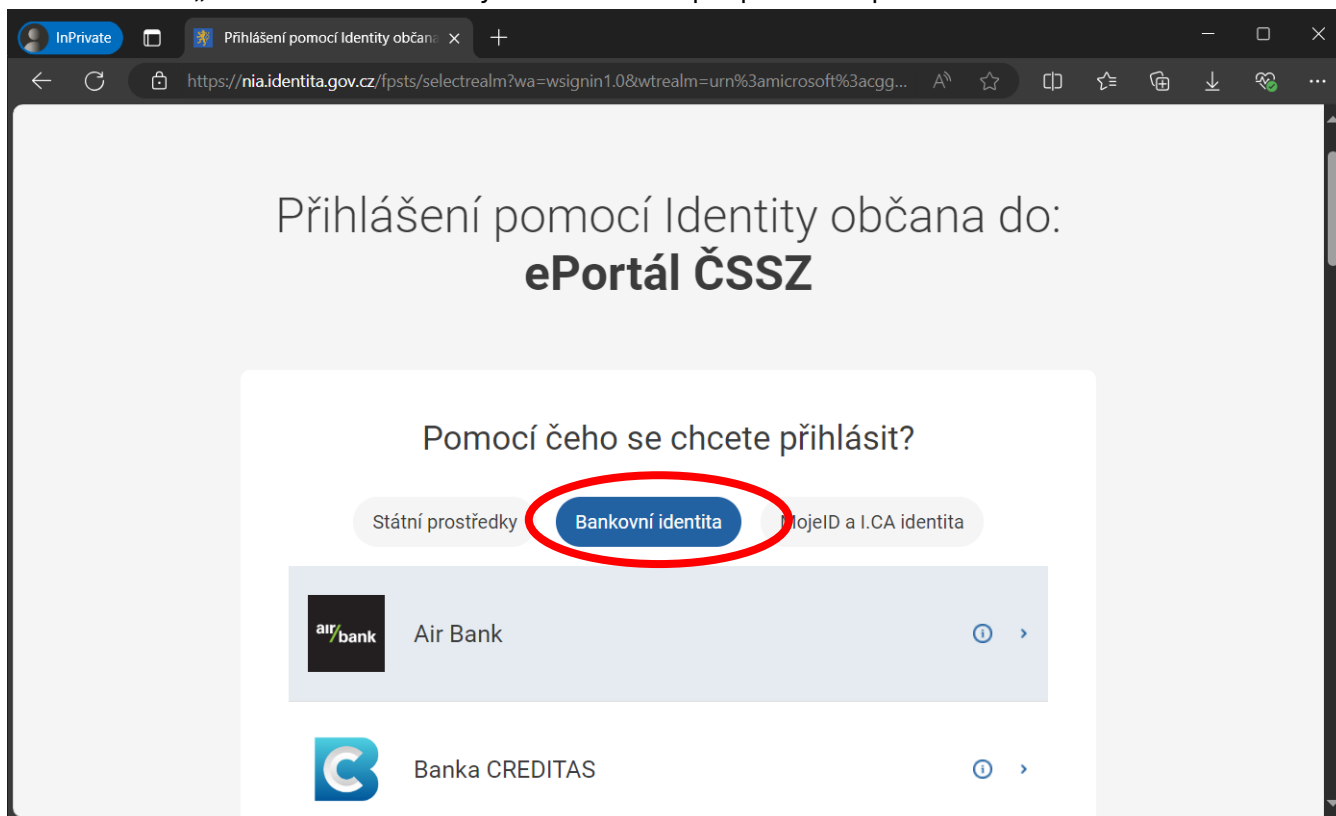 InPrivate
Přihlášení pomocí Identity občana
https://nia.identita.gov.cz/fpsts/selectrealm?wa=wsignin1.0&wtrealm=urn%3amicrosoft%3acgg...
Přihlášení pomocí Identity občana do:
ePortál ČSSZ
Pomocí čeho se chcete přihlásit?
Státní prostředky
Bankovní identita
MojeID a I.CA identita
air bank
Air Bank
Banka CREDITAS